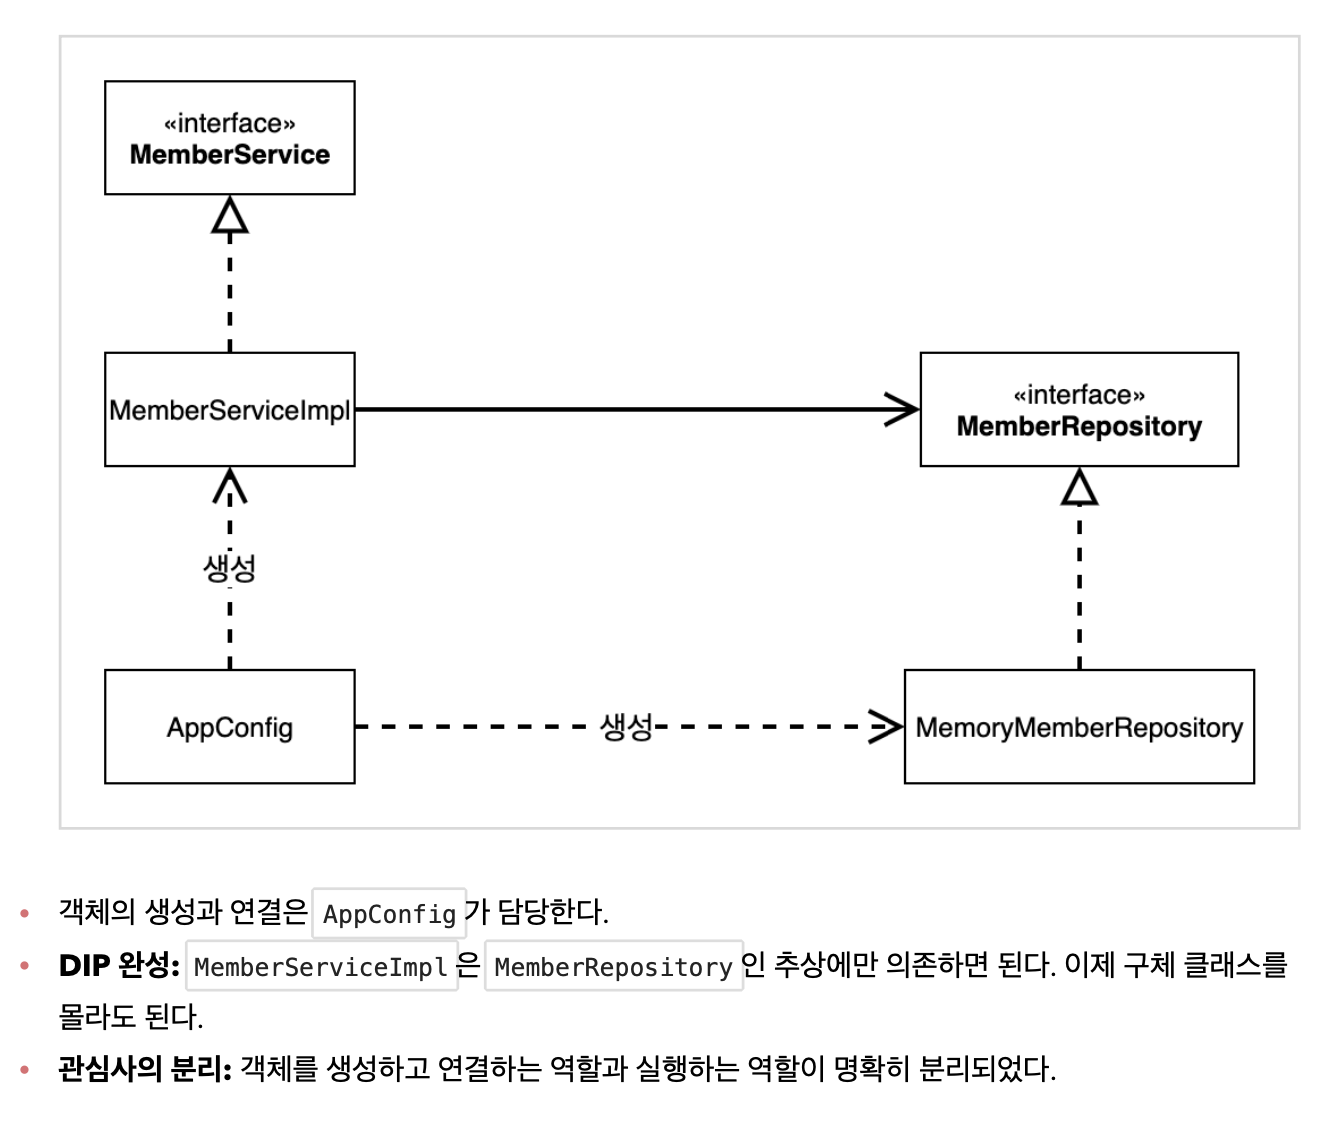 «interface»
MemberService
MemberServiceImpl
«interface»
MemberRepository
생성
AppConfig
생성
MemoryMemberRepository
• 객체의 생성과 연결은 AppConfig 가 담당한다.
• DIP 완성: MemberServiceImpl 은 MemberRepository 인 추상에만 의존하면 된다. 이제 구체 클래스를
몰라도 된다.
• 관심사의 분리: 객체를 생성하고 연결하는 역할과 실행하는 역할이 명확히 분리되었다.